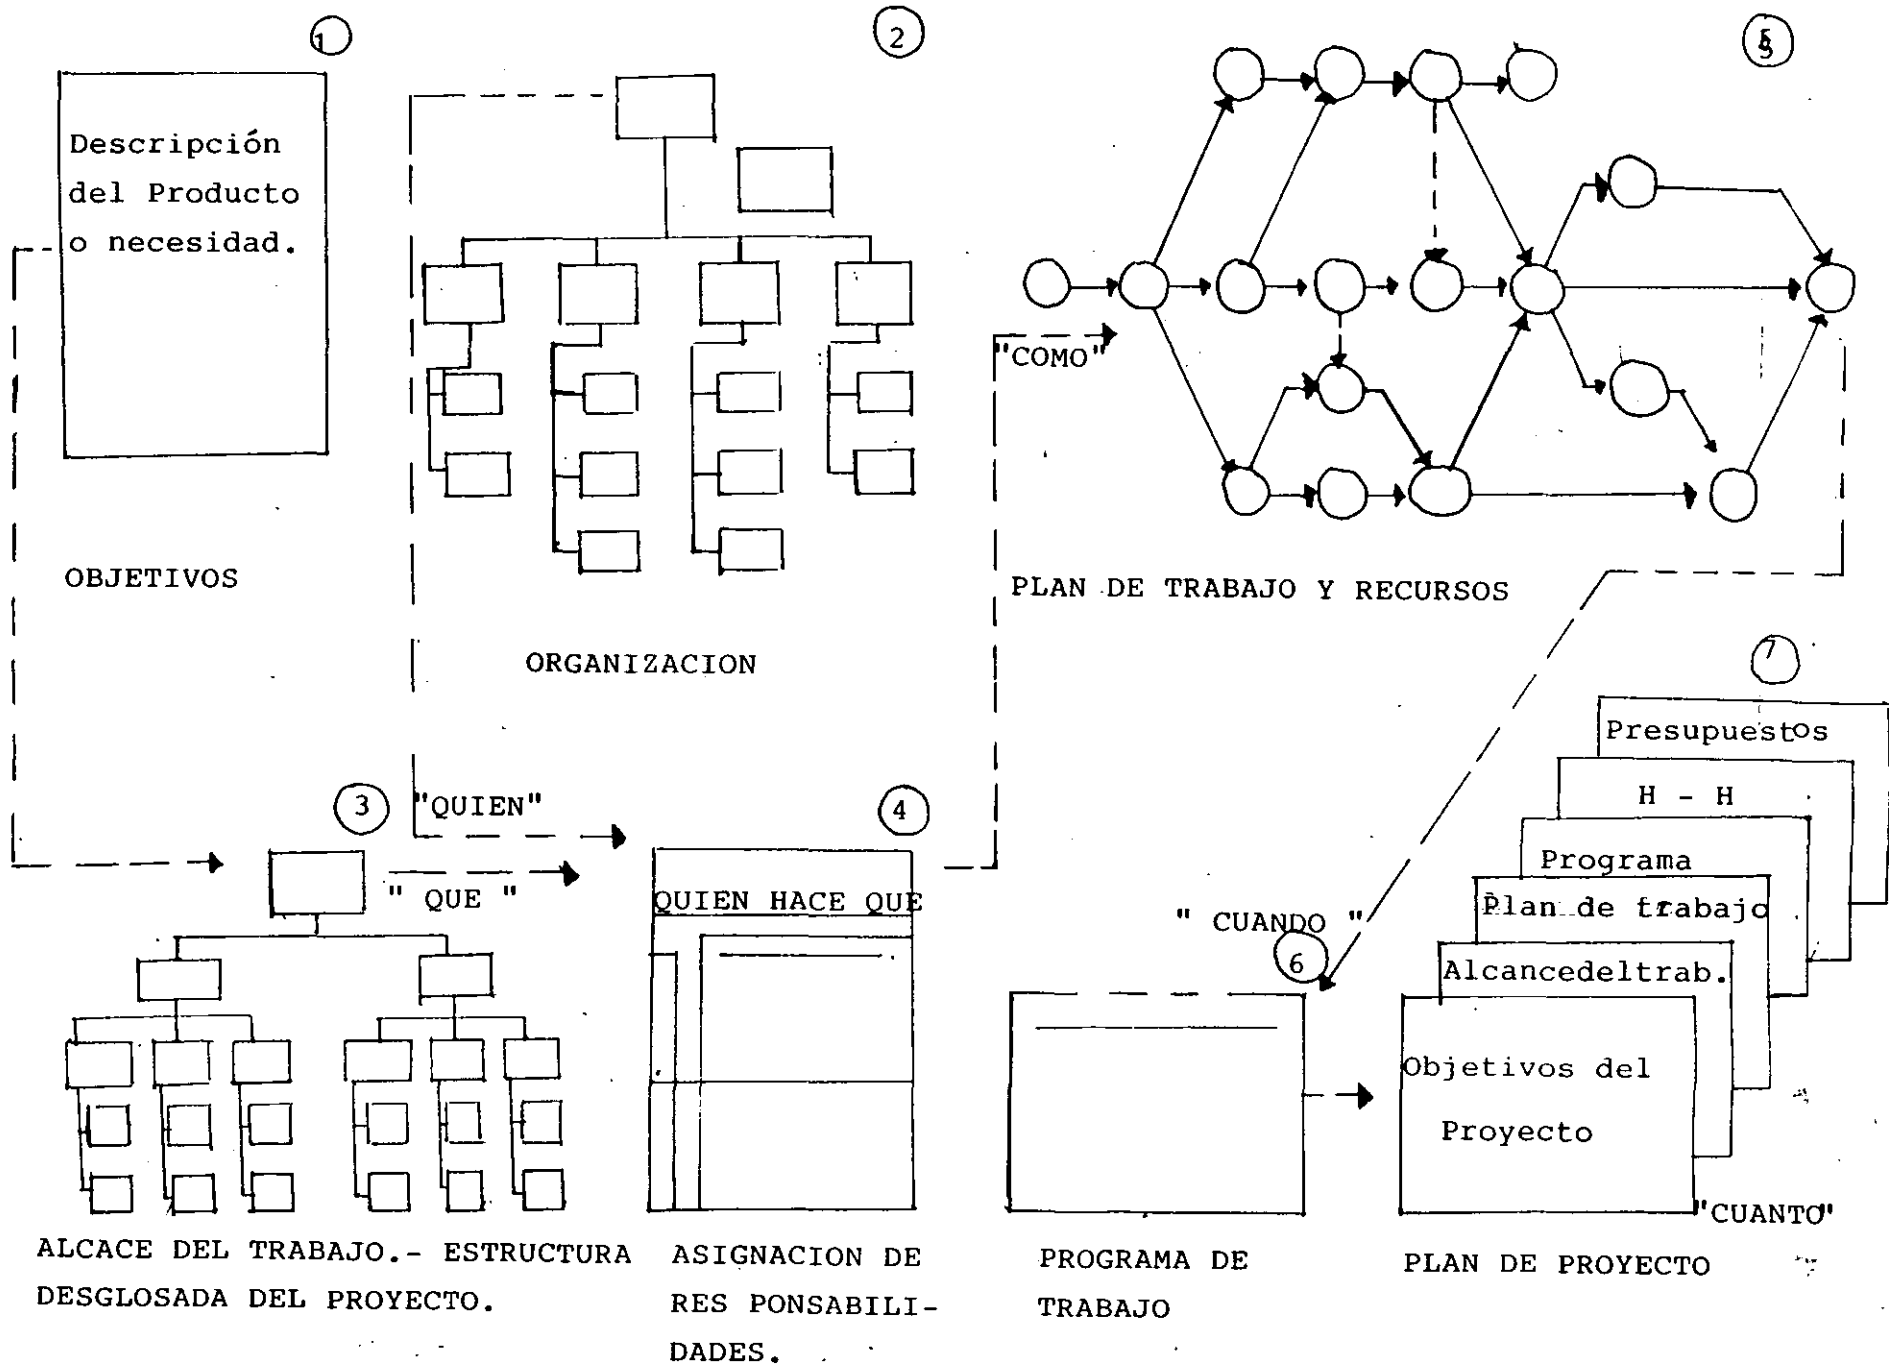 1
Descripción
del Producto
o necesidad.
OBJETIVOS
2
ORGANIZACION
3
"QUIEN"
" QUE "
ALCACE DEL TRABAJO.- ESTRUCTURA
DESGLOSADA DEL PROYECTO.
4
QUIEN HACE QUE
ASIGNACION DE
RES PONSABILI-
DADES.
"COMO"
PLAN DE TRABAJO Y RECURSOS
" CUANDO "
6
PROGRAMA DE
TRABAJO
7
Presupuestos
H - H
Programa
Plan de trabajo
Alcancedeltrab.
Objetivos del
Proyecto
"CUANTO"
PLAN DE PROYECTO